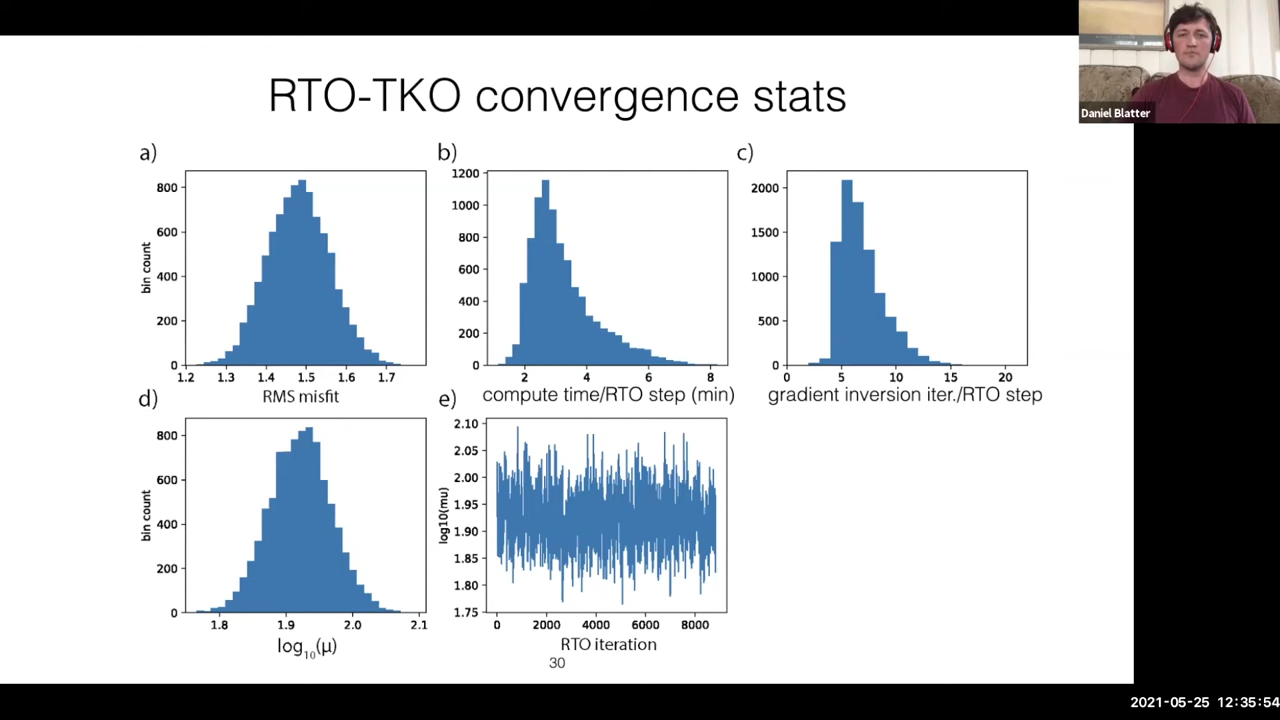 RTO-TKO convergence stats
Daniel Blatter
a)
800
600
400
200
0
bin count
1.2 1.3 1.4 1.5 1.6 1.7
RMS misfit
b)
1200
1000
800
600
400
200
0
2 4 6 8
compute time/RTO step (min)
c)
2000
1500
1000
500
0
0 5 10 15 20
gradient inversion iter./RTO step
d)
800
600
400
200
0
bin count
1.8 1.9 2.0 2.1
log10(μ)
e)
2.10
2.05
2.00
1.95
1.90
1.85
1.80
1.75
log10(mu)
0 2000 4000 6000 8000
RTO iteration
30
2021-05-25 12:35:54